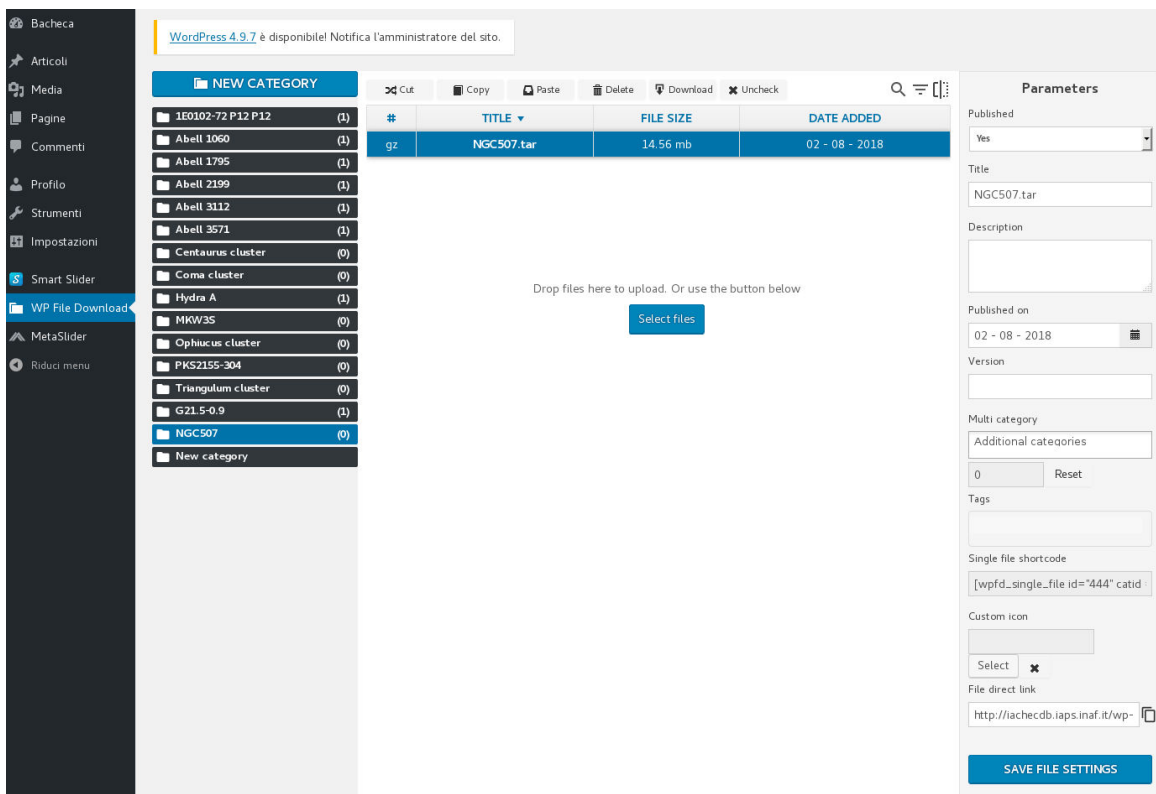 Bacheca
Articoli
Media
Pagine
Commenti
Profilo
Strumenti
Impostazioni
Smart Slider
WP File Download
MetaSlider
Riduci menu
WordPress 4.9.7 è disponibile! Notifica l'amministratore del sito.
NEW CATEGORY
1E0102-72 P12 P12 (1)
Abell 1060 (1)
Abell 1795 (1)
Abell 2199 (1)
Abell 3112 (1)
Abell 3571 (1)
Centaurus cluster (0)
Coma cluster (0)
Hydra A (1)
MKW3S (0)
Ophiucus cluster (0)
PKS2155-304 (0)
Triangulum cluster (0)
G21.5-0.9 (1)
NGC507 (0)
New category
Cut Copy Paste Delete Download Uncheck
# TITLE FILE SIZE DATE ADDED
gz NGC507.tar 14.56 mb 02 - 08 - 2018
Drop files here to upload. Or use the button below
Select files
Parameters
Published
Yes
Title
NGC507.tar
Description
Published on
02 - 08 - 2018
Version
Multi category
Additional categories
0 Reset
Tags
Single file shortcode
[wpfd_single_file id="444" catid
Custom icon
Select
File direct link
http://iachecdb.iaps.inaf.it/wp-
SAVE FILE SETTINGS